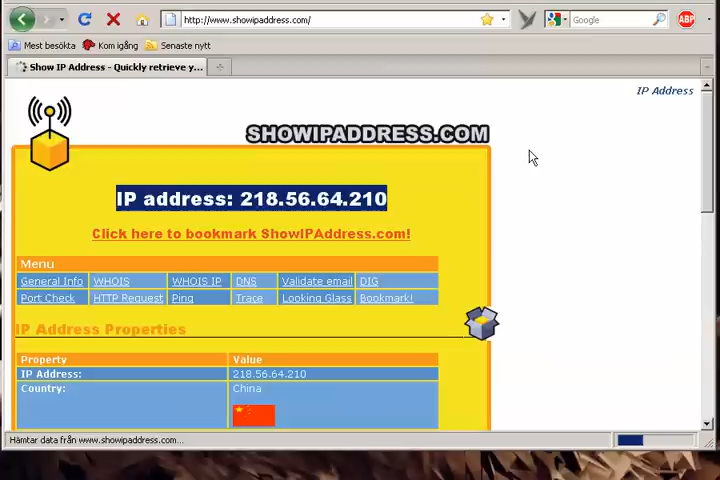 http://www.showipaddress.com/
Google
ABP
Mest besökta Kom igång Senaste nytt
Show IP Address - Quickly retrieve y...
IP Address
SHOWIPADDRESS.COM
IP address: 218.56.64.210
Click here to bookmark ShowIPAddress.com!
Menu
General Info WHOIS WHOIS IP DNS Validate email DIG
Port Check HTTP Request Ping Trace Looking Glass Bookmark!
IP Address Properties
Property Value
IP Address: 218.56.64.210
Country: China
Hämtar data från www.showipaddress.com...